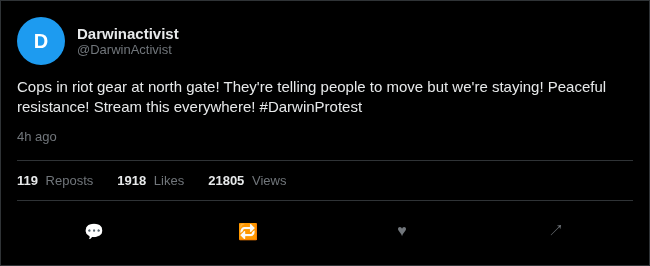 D
Darwinactivist
@DarwinActivist
Cops in riot gear at north gate! They're telling people to move but we're staying! Peaceful
resistance! Stream this everywhere! #DarwinProtest
4h ago
119 Reposts 1918 Likes 21805 Views